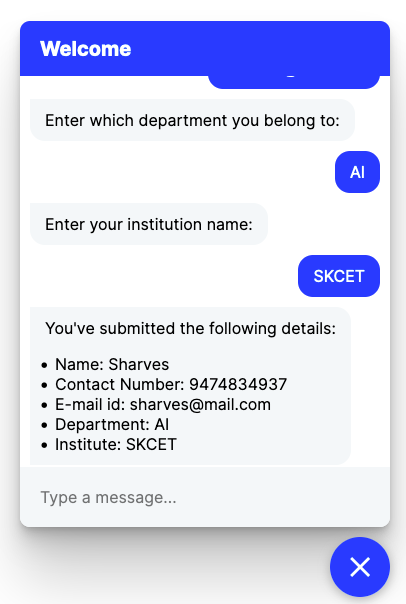 Welcome
Enter which department you belong to:
AI
Enter your institution name:
SKCET
You've submitted the following details:
• Name: Sharves
• Contact Number: 9474834937
• E-mail id: sharves@mail.com
• Department: AI
• Institute: SKCET
Type a message...